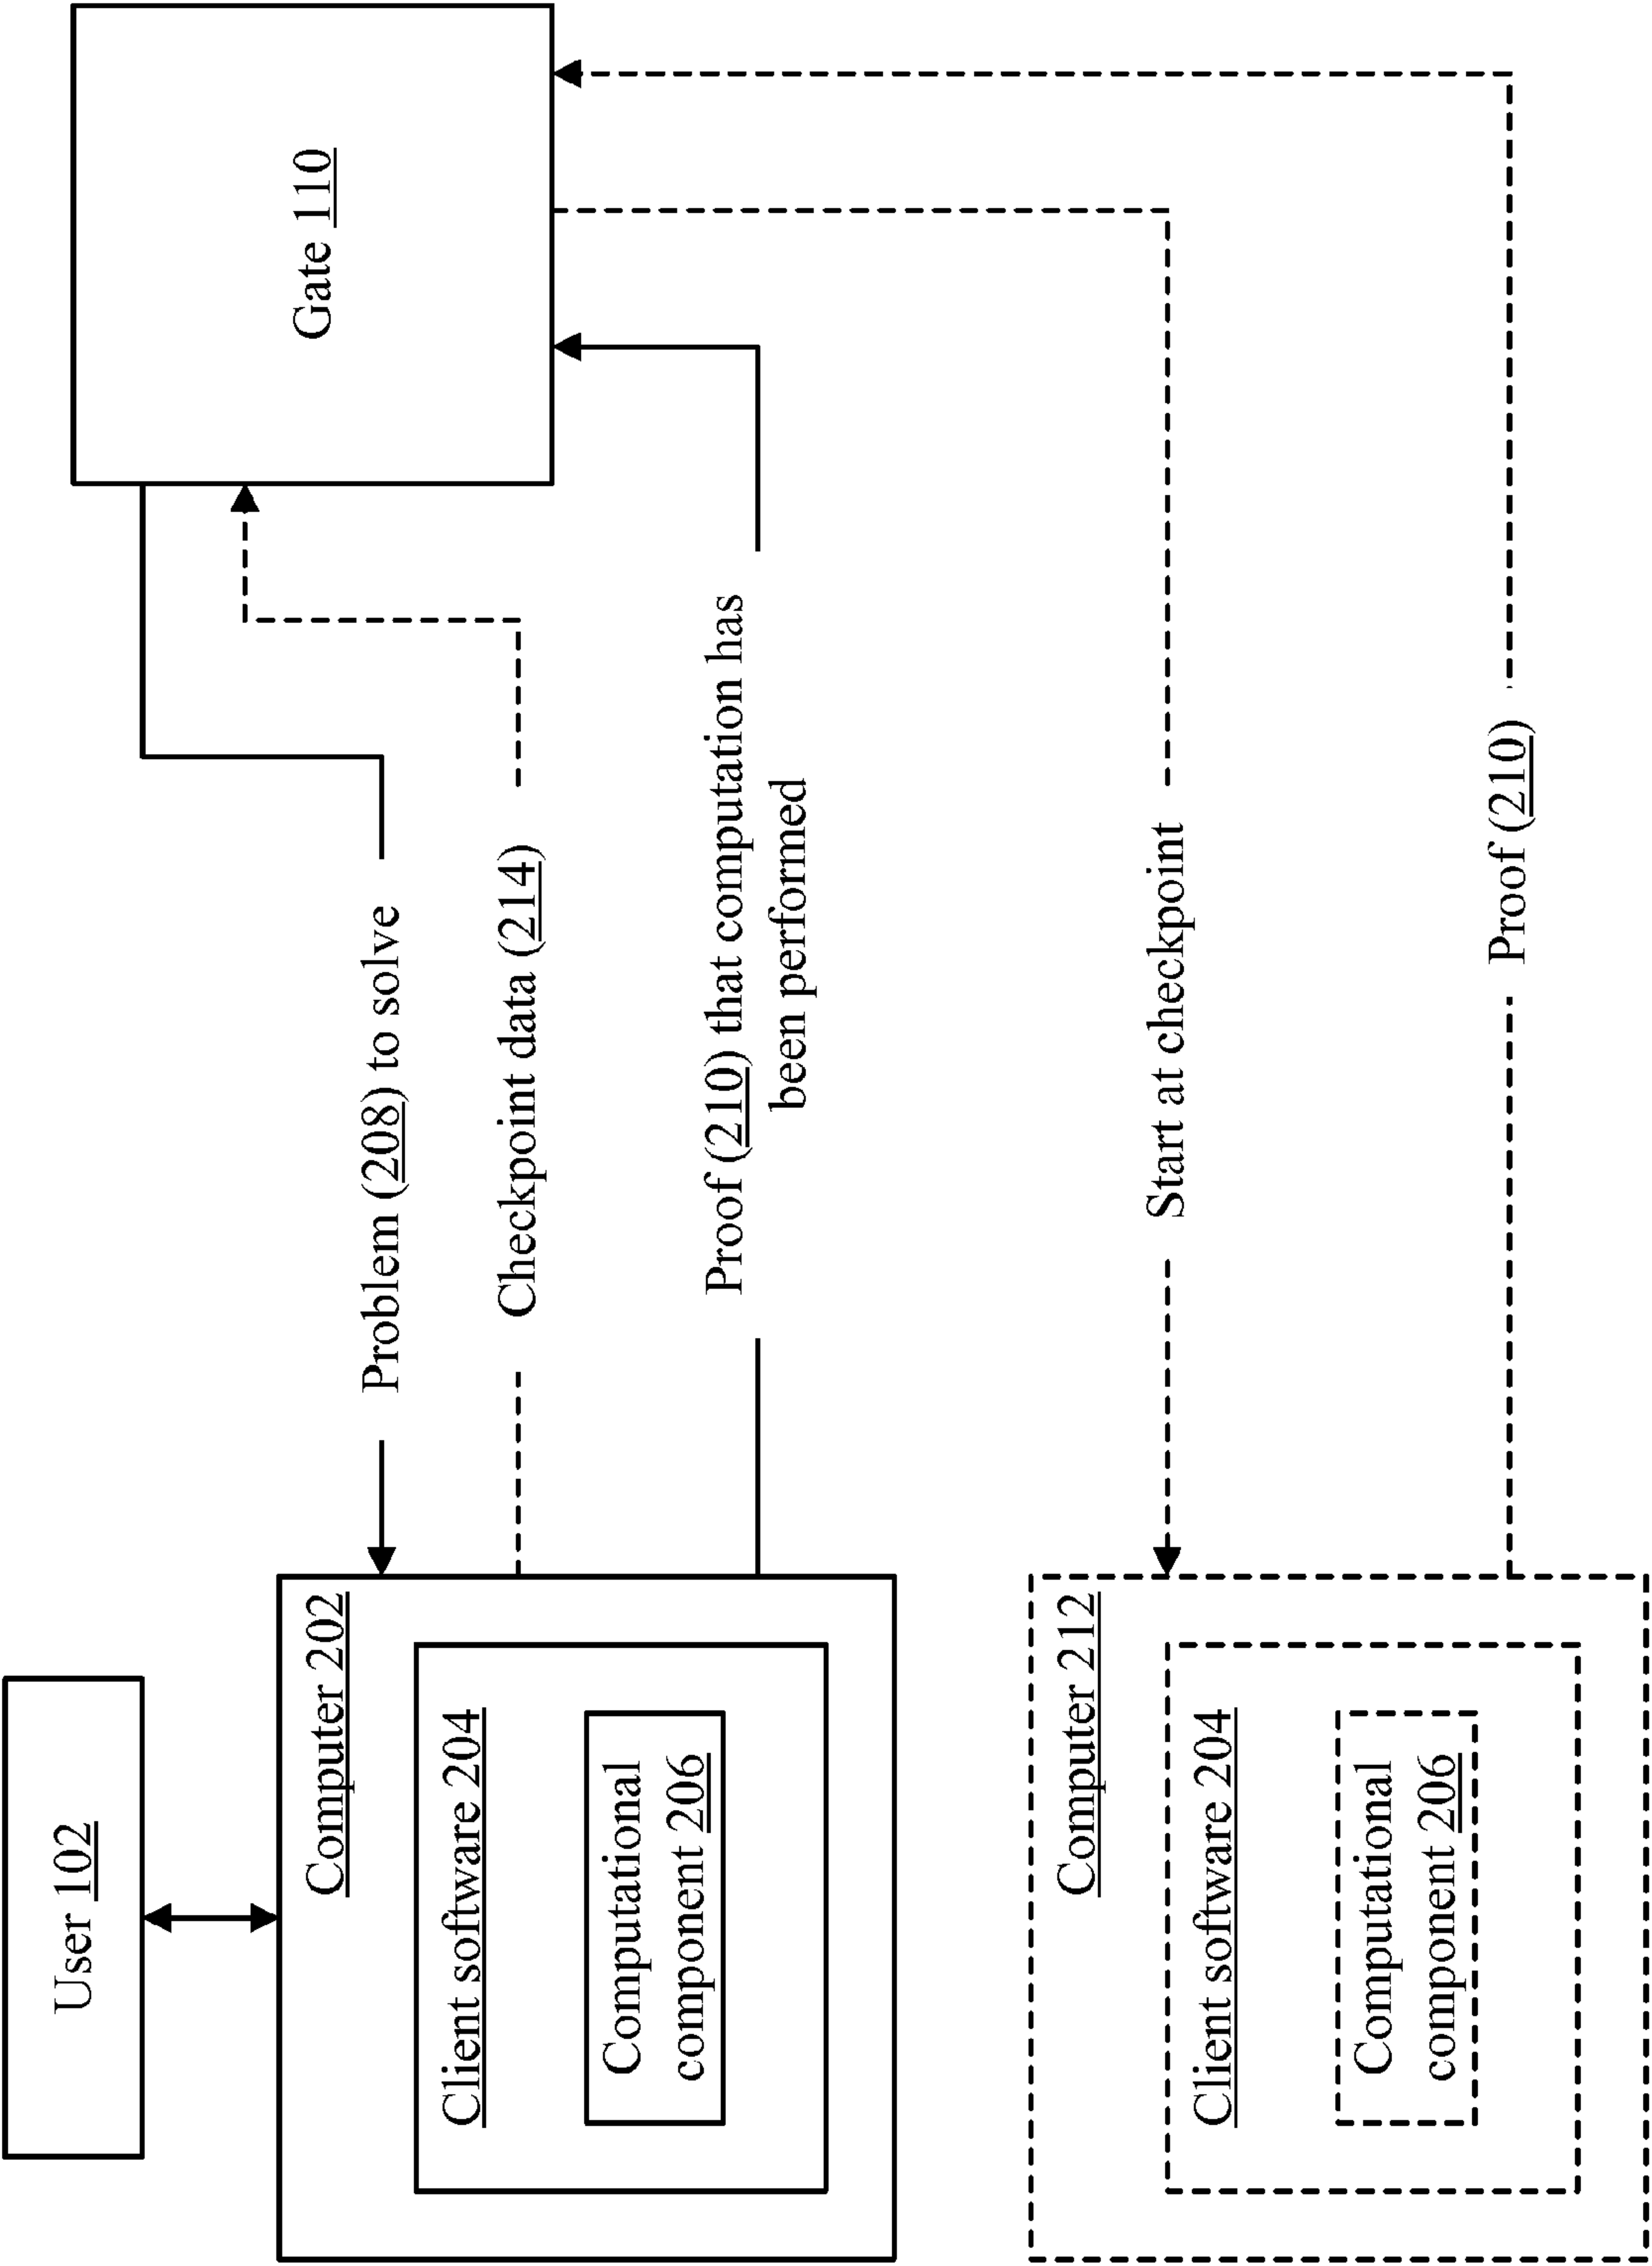 User 102
Computer 202
Client software 204
Computational
component 206
Problem (208) to solve
Checkpoint data (214)
Proof (210) that computation has
been performed
Gate 110
Computer 212
Client software 204
Computational
component 206
Start at checkpoint
Proof (210)